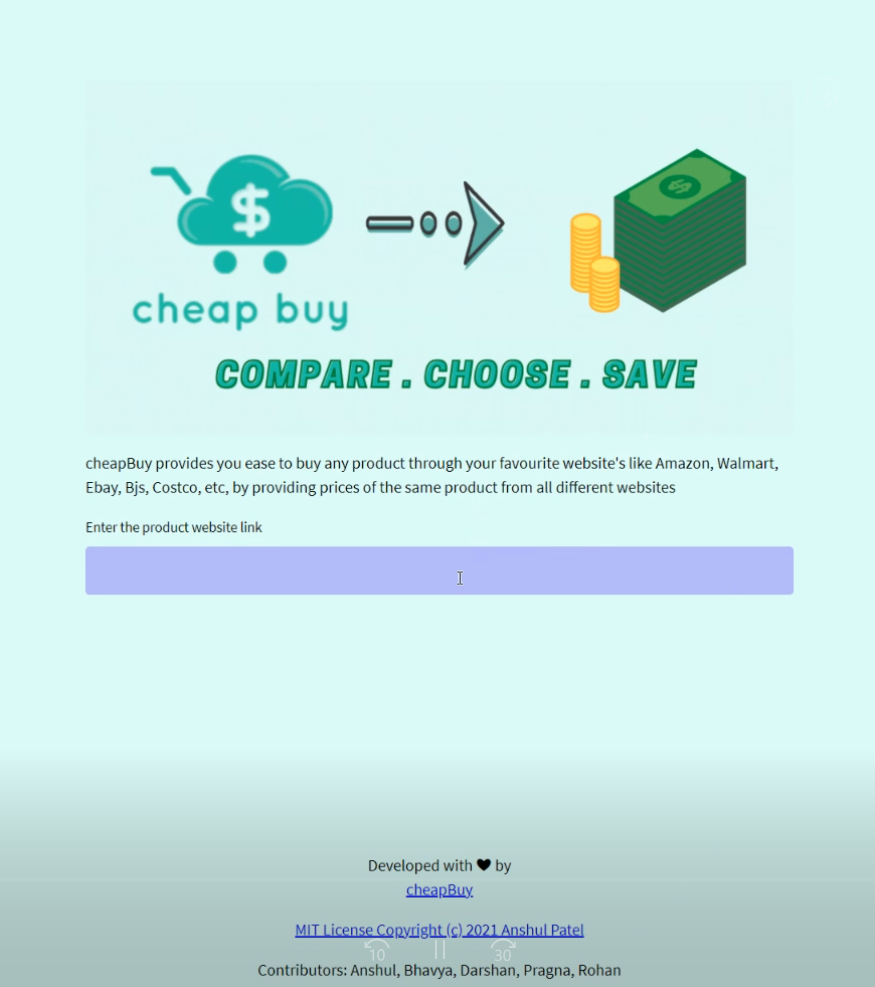 $
$
cheap buy
COMPARE . CHOOSE . SAVE
cheapBuy provides you ease to buy any product through your favourite website's like Amazon, Walmart,
Ebay, Bjs, Costco, etc, by providing prices of the same product from all different websites
Enter the product website link
Developed with ♥ by
cheapBuy
MIT License Copyright (c) 2021 Anshul Patel
10 30
Contributors: Anshul, Bhavya, Darshan, Pragna, Rohan